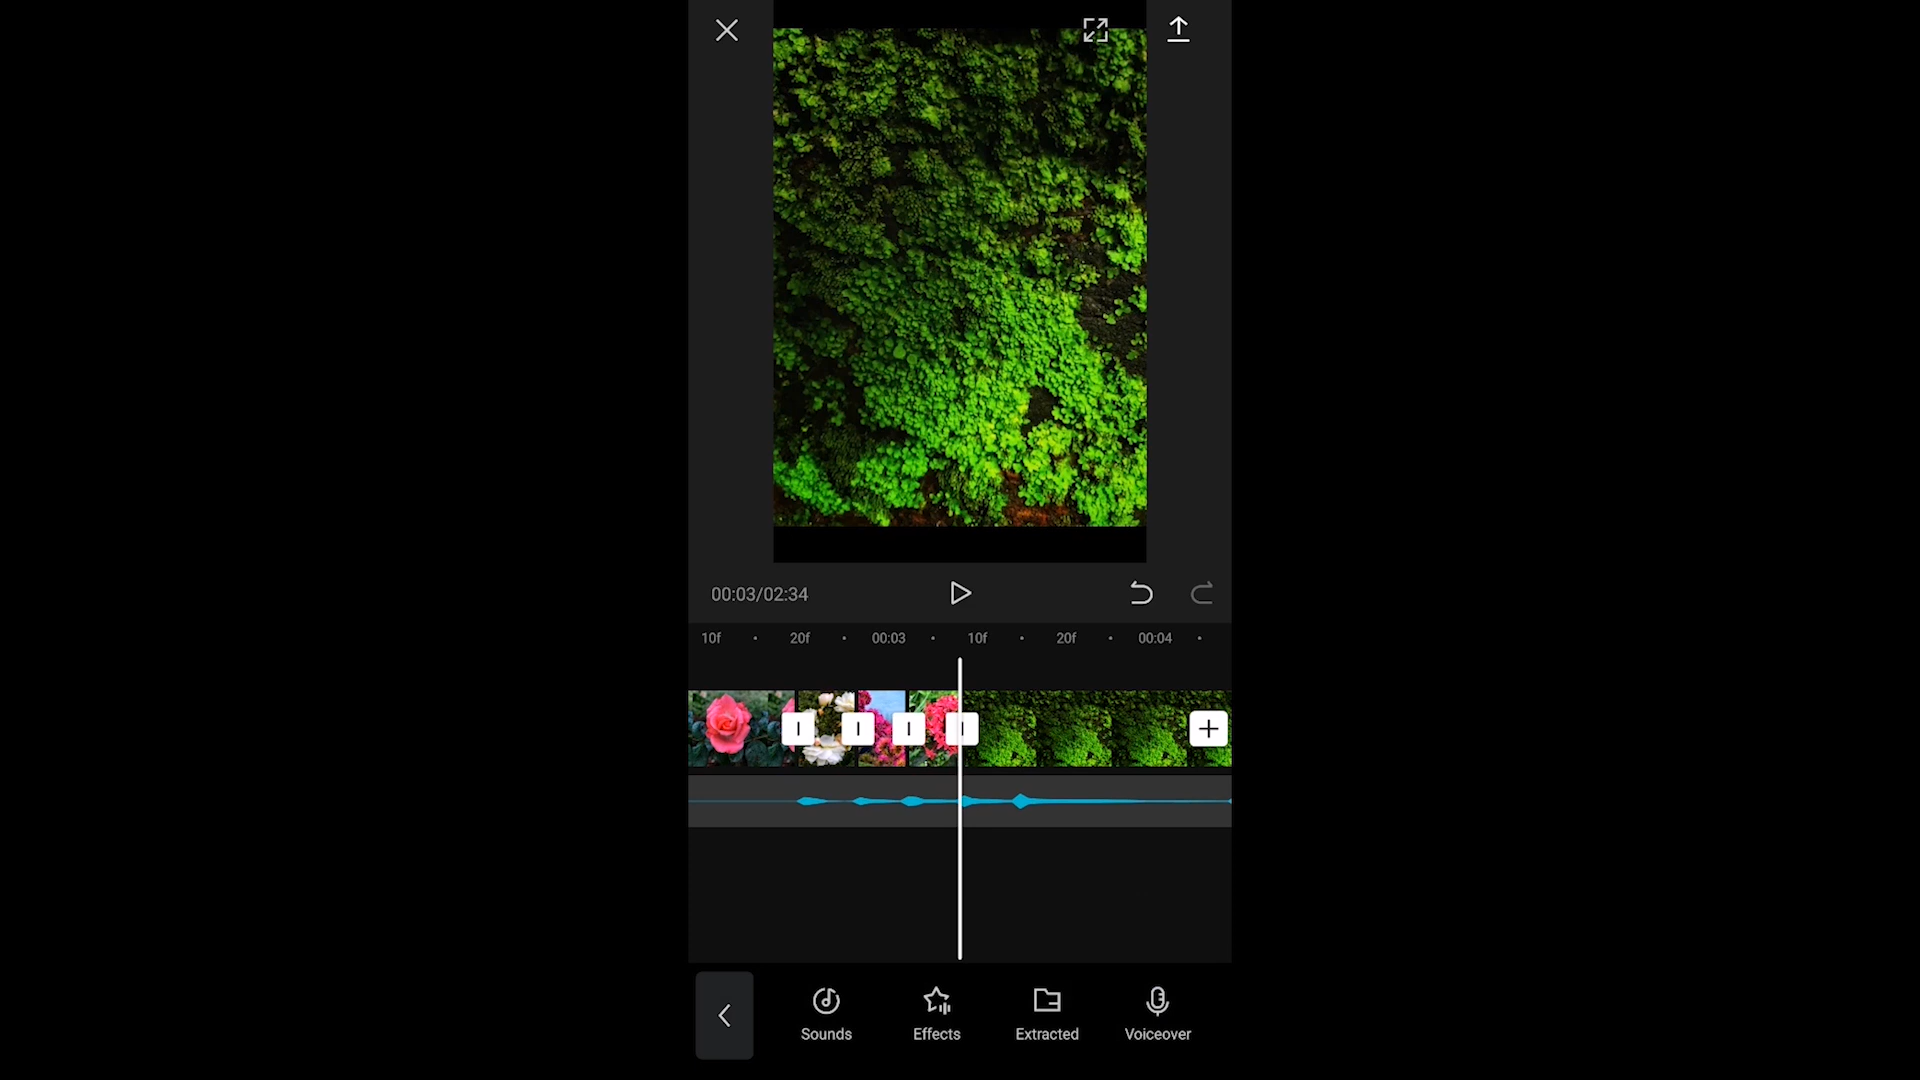 00:03/02:34
10f 20f 00:03 10f 20f 00:04
Sounds Effects Extracted Voiceover